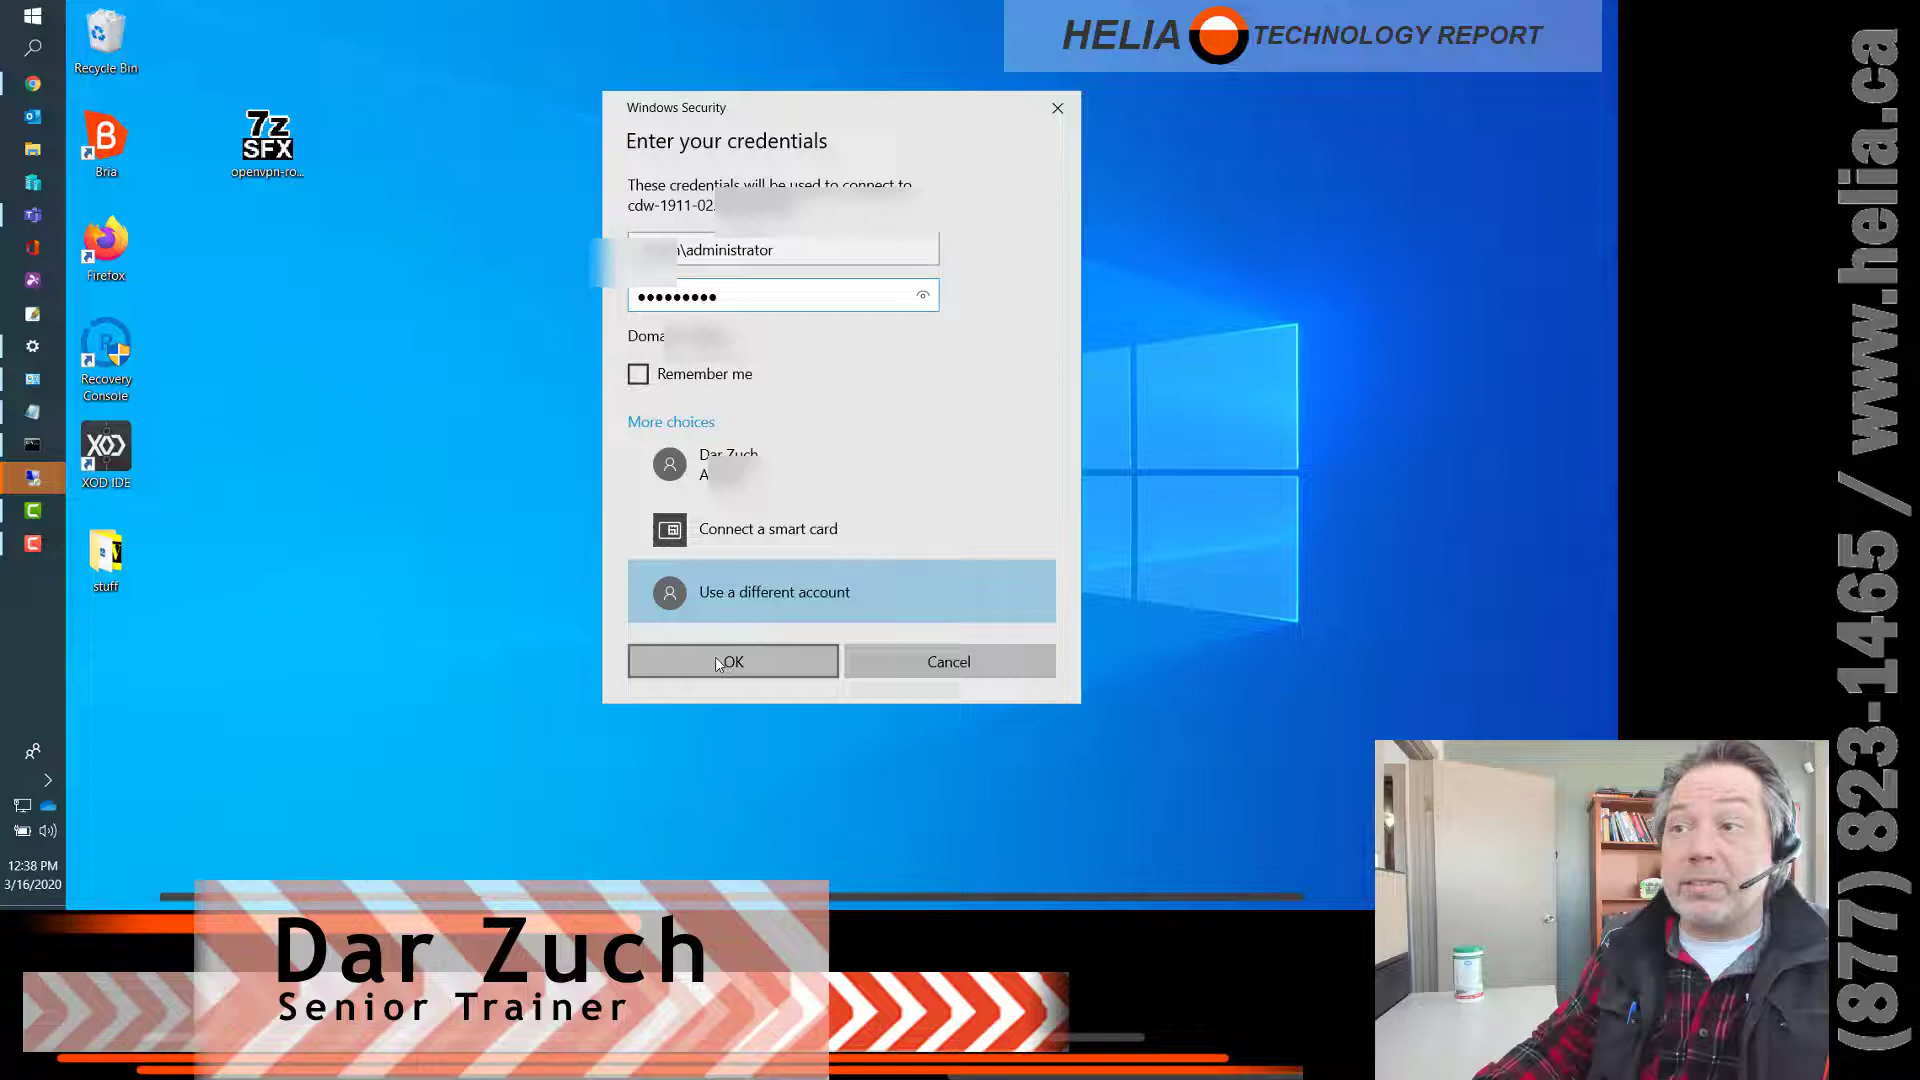 HELIA TECHNOLOGY REPORT
Recycle Bin
Bria
7z
SFX
openvpn-ro...
Firefox
Recovery
Console
XOD IDE
stuff
Windows Security
Enter your credentials
These credentials will be used to connect to
cdw-1911-02.
\administrator
Doma
Remember me
More choices
Dar Zuch
A
Connect a smart card
Use a different account
OK
Cancel
12:38 PM
3/16/2020
Dar Zuch
Senior Trainer
(877) 823-1465 / www.helia.ca